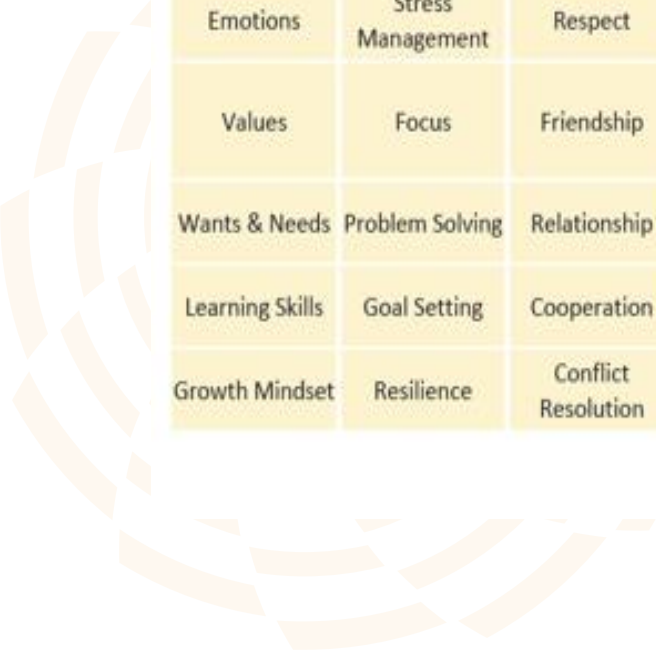 Emotions
Stress
Management
Respect
Values
Focus
Friendship
Wants & Needs
Problem Solving
Relationship
Learning Skills
Goal Setting
Cooperation
Growth Mindset
Resilience
Conflict
Resolution